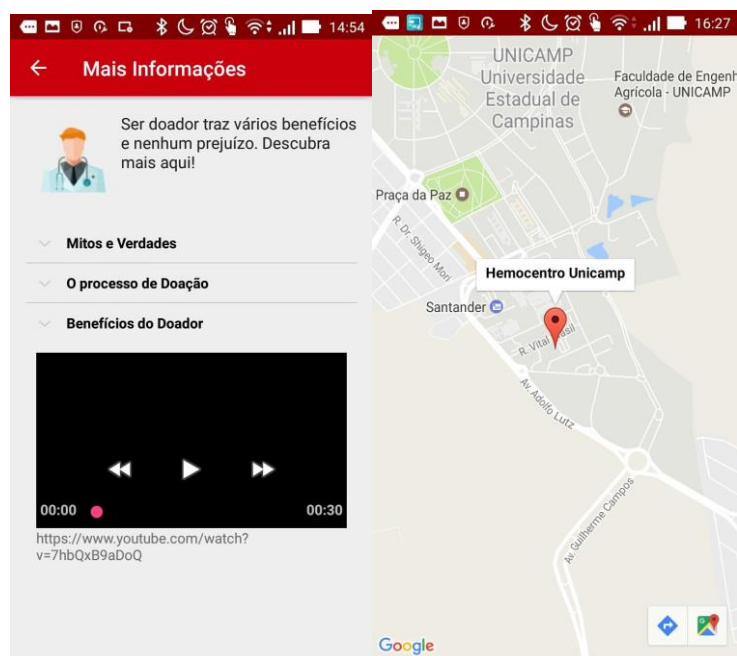 14:54
Mais Informações
Ser doador traz vários benefícios
e nenhum prejuízo. Descubra
mais aqui!
Mitos e Verdades
O processo de Doação
Benefícios do Doador
00:00
00:30
https://www.youtube.com/watch?
v=7hbQxB9aDoQ
16:27
UNICAMP
Universidade
Estadual de
Campinas
Faculdade de Engenh
Agrícola - UNICAMP
Praça da Paz
R. Dr. Shigeo Mori
Hemocentro Unicamp
Santander
R. Vital Brasil
Av. Adolfo Lutz
Av. Guilherme Campos
Google